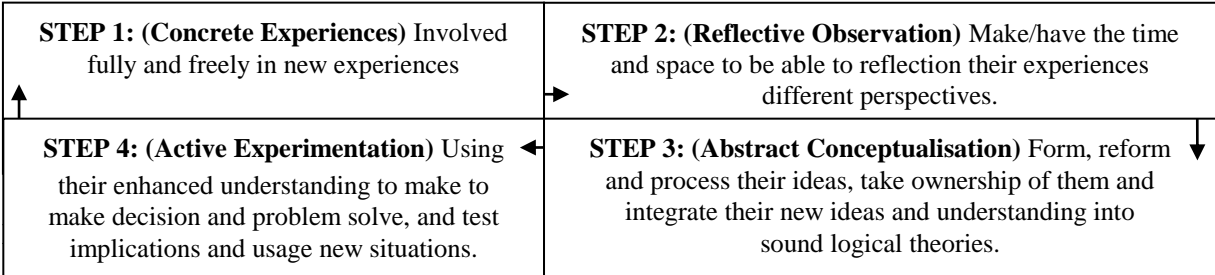 STEP 1: (Concrete Experiences) Involved
fully and freely in new experiences
STEP 2: (Reflective Observation) Make/have the time
and space to be able to reflection their experiences
different perspectives.
STEP 4: (Active Experimentation) Using
their enhanced understanding to make to
make decision and problem solve, and test
implications and usage new situations.
STEP 3: (Abstract Conceptualisation) Form, reform
and process their ideas, take ownership of them and
integrate their new ideas and understanding into
sound logical theories.